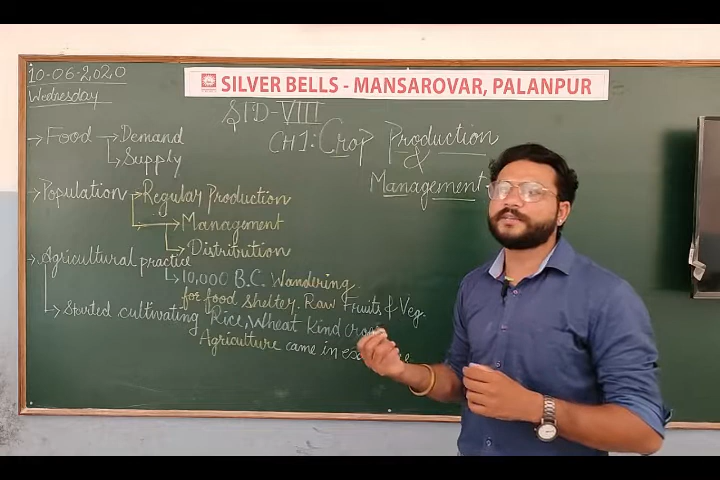 10-06-2020
Wednesday
SILVER BELLS - MANSAROVAR, PALANPUR
STD-VIII
CH 1: Crop Production
&
Management
→ Food → Demand
→ Supply
→ Population → Regular Production
→ Management
→ Distribution
→ Agricultural practice
→ 10,000 B.C. Wandering
for food shelter. Raw Fruits & Veg.
→ Started cultivating Rice, Wheat Kind
Agriculture came in